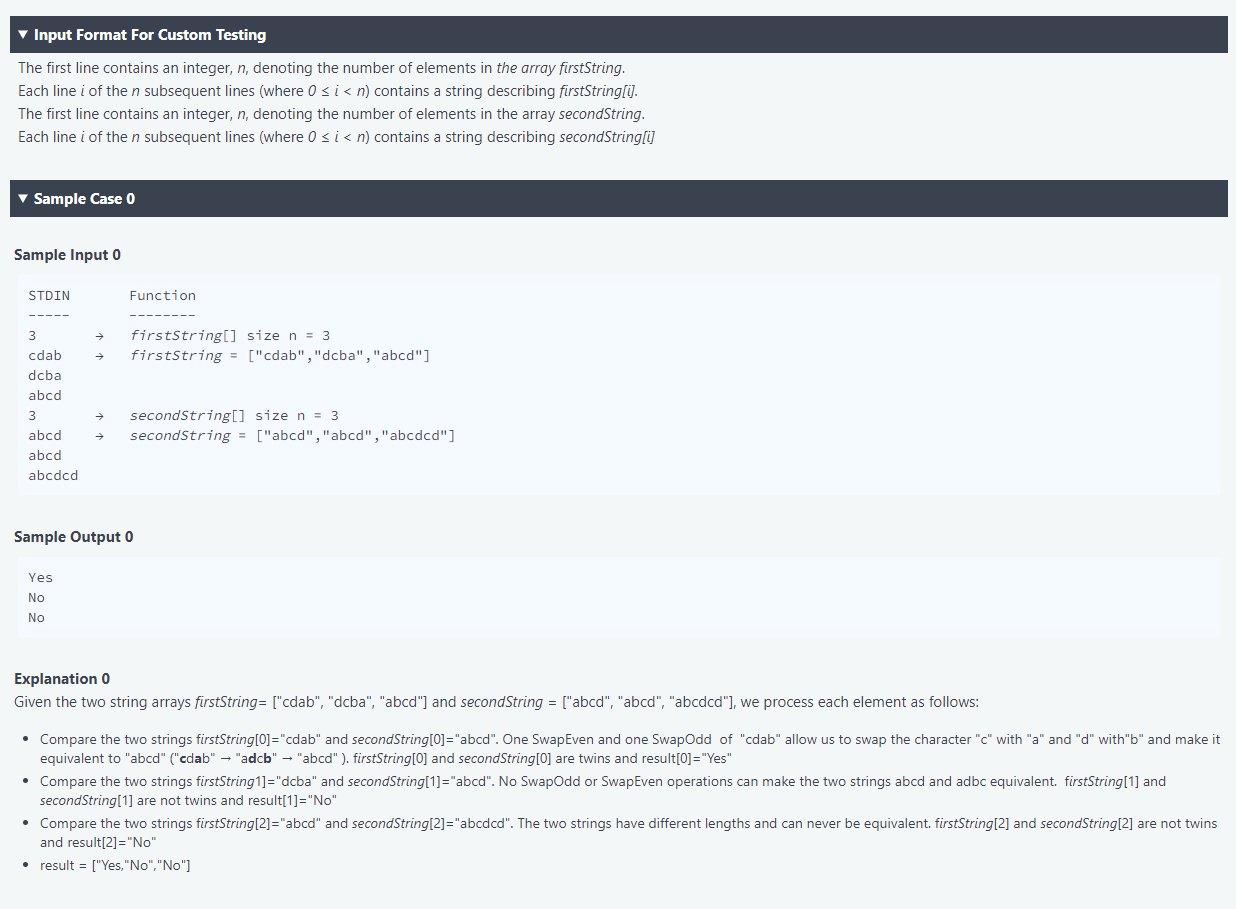 ▼ Input Format For Custom Testing
The first line contains an integer, n, denoting the number of elements in the array firstString.
Each line i of the n subsequent lines (where 0 ≤ i < n) contains a string describing firstString[i].
The first line contains an integer, n, denoting the number of elements in the array secondString.
Each line i of the n subsequent lines (where 0 ≤ i < n) contains a string describing secondString[i]
▼ Sample Case 0
Sample Input 0
STDIN Function
----- --------
3 → firstString[] size n = 3
cdab → firstString = ["cdab","dcba","abcd"]
dcba
abcd
3 → secondString[] size n = 3
abcd → secondString = ["abcd","abcd","abcdcd"]
abcd
abcdcd
Sample Output 0
Yes
No
No
Explanation 0
Given the two string arrays firstString= ["cdab", "dcba", "abcd"] and secondString = ["abcd", "abcd", "abcdcd"], we process each element as follows:
• Compare the two strings firstString[0]="cdab" and secondString[0]="abcd". One SwapEven and one SwapOdd of "cdab" allow us to swap the character "c" with "a" and "d" with"b" and make it
equivalent to "abcd" ("cdab" → "adcb" → "abcd" ). firstString[0] and secondString[0] are twins and result[0]="Yes"
• Compare the two strings firstString1]="dcba" and secondString[1]="abcd". No SwapOdd or SwapEven operations can make the two strings abcd and adbc equivalent. firstString[1] and
secondString[1] are not twins and result[1]="No"
• Compare the two strings firstString[2]="abcd" and secondString[2]="abcdcd". The two strings have different lengths and can never be equivalent. firstString[2] and secondString[2] are not twins
and result[2]="No"
• result = ["Yes,"No","No"]